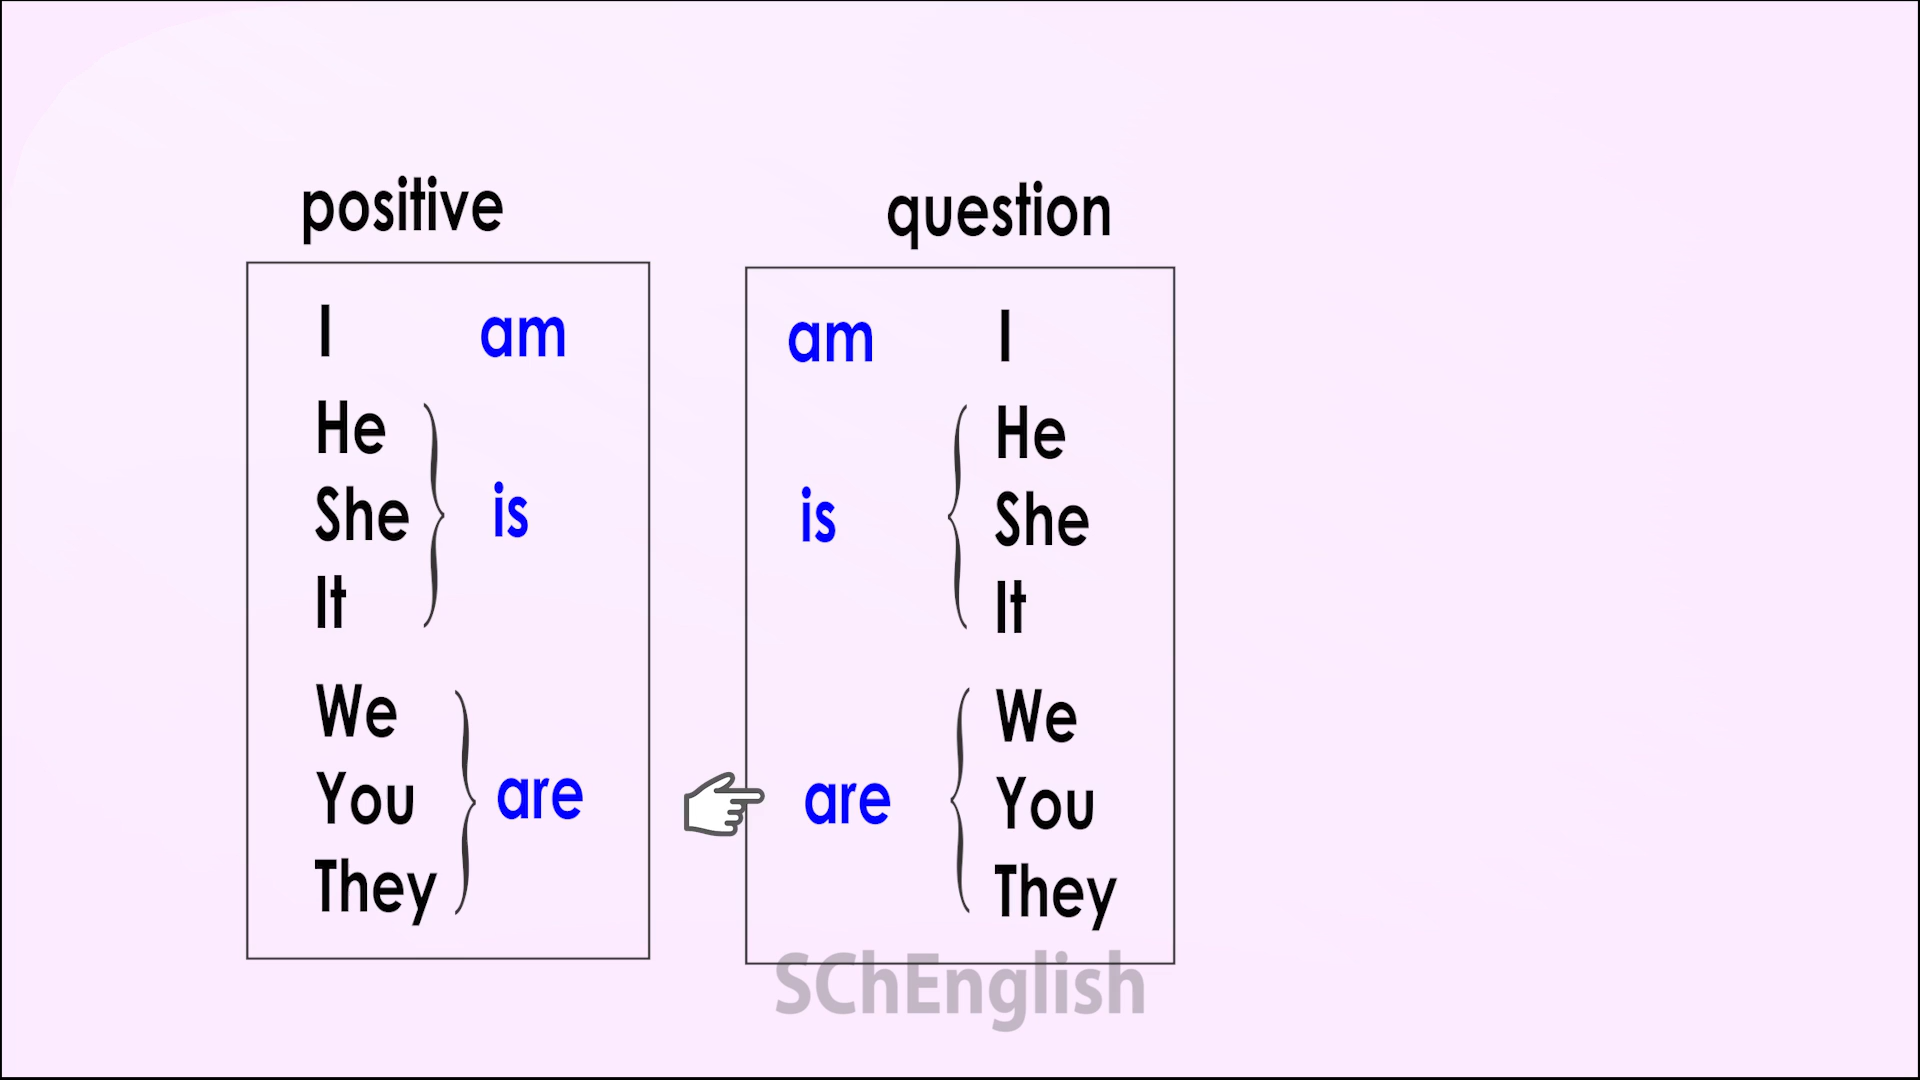 positive
I am
He
She is
It
We
You are
They
question
am I
He
is She
It
We
are You
They
SChEnglish